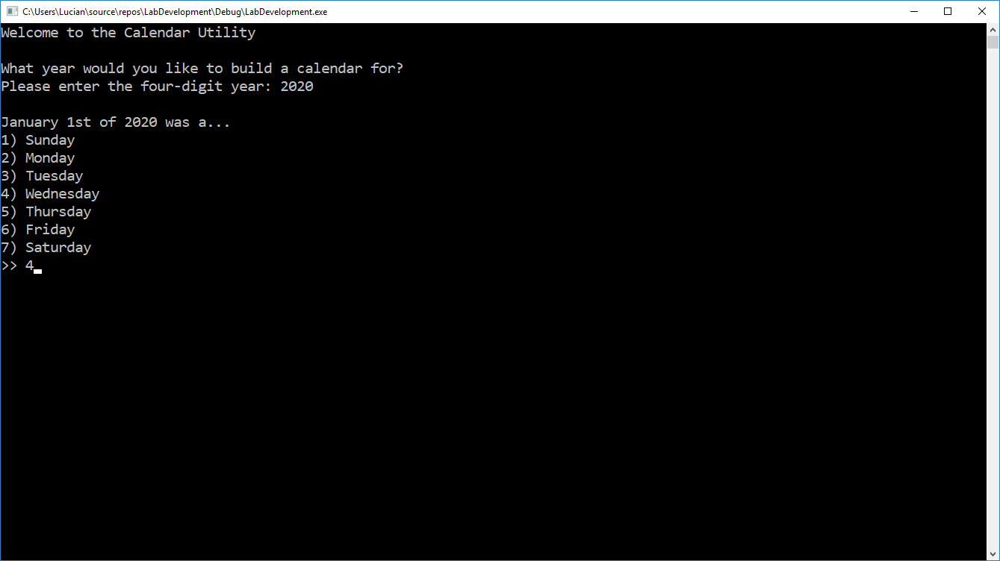 C:\Users\Lucian\source\repos\LabDevelopment\Debug\LabDevelopment.exe
Welcome to the Calendar Utility
What year would you like to build a calendar for?
Please enter the four-digit year: 2020
January 1st of 2020 was a...
1) Sunday
2) Monday
3) Tuesday
4) Wednesday
5) Thursday
6) Friday
7) Saturday
>> 4